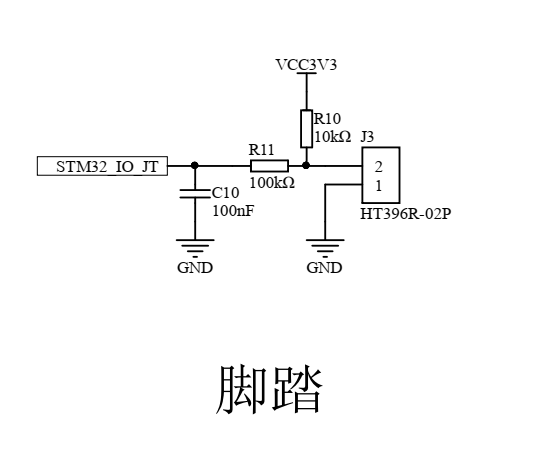 VCC3V3
R10
10kΩ
J3
R11
100kΩ
STM32_IO_JT
2
1
C10
100nF
HT396R-02P
GND
GND
脚踏